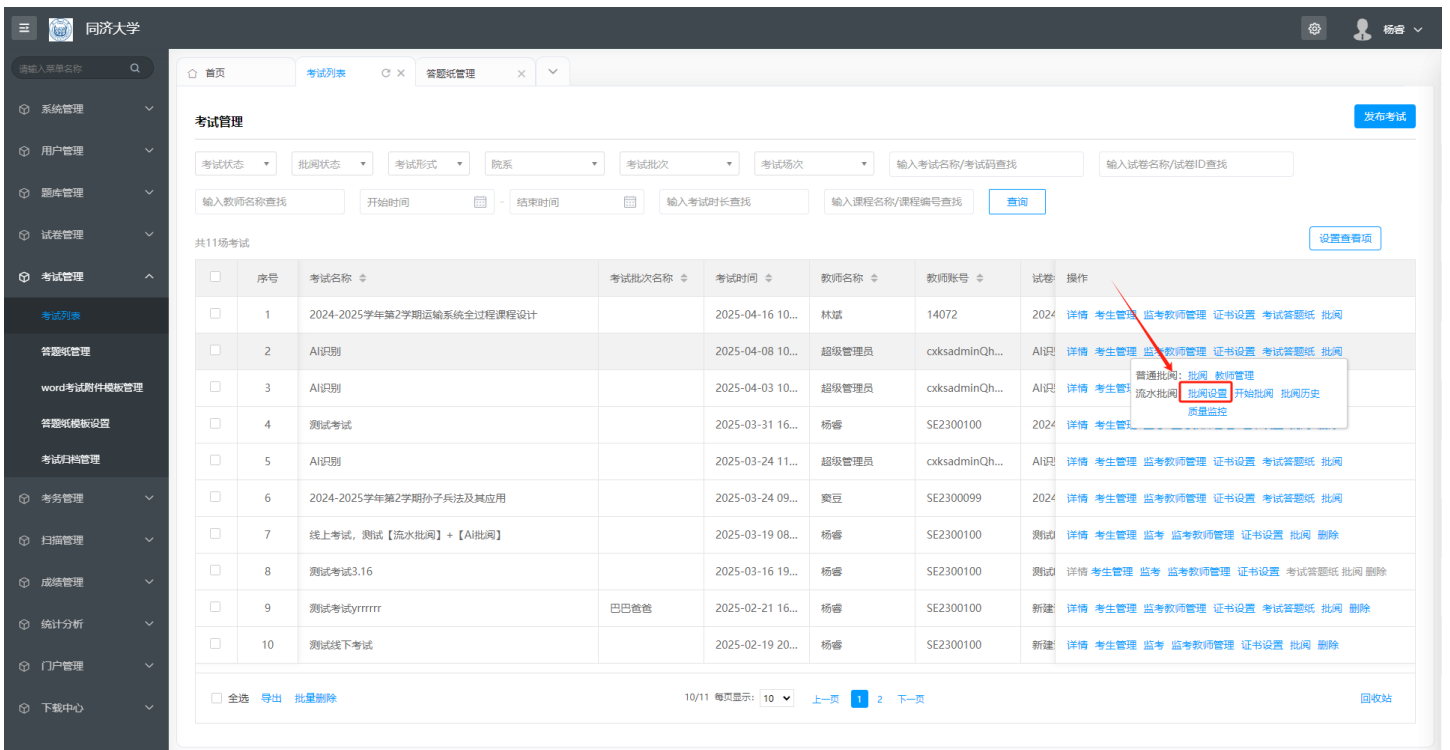 同济大学
杨睿
请输入菜单名称
首页
考试列表
答题纸管理
系统管理
用户管理
题库管理
试卷管理
考试管理
考试列表
答题纸管理
word考试附件模板管理
答题纸模板设置
考试归档管理
考务管理
扫描管理
成绩管理
统计分析
门户管理
下载中心
考试管理
发布考试
考试状态 批阅状态 考试形式 院系 考试批次 考试场次 输入考试名称/考试码查找 输入试卷名称/试卷ID查找
输入教师名称查找 开始时间 - 结束时间 输入考试时长查找 输入课程名称/课程编号查找 查询
共11场考试
设置查看项
序号 考试名称 考试批次名称 考试时间 教师名称 教师账号 试卷 操作
1 2024-2025学年第2学期运输系统全过程课程设计 2025-04-16 10... 林斌 14072 2024 详情 考生管理 监考教师管理 证书设置 考试答题纸 批阅
2 AI识别 2025-04-08 10... 超级管理员 cxksadminQh... AI识 详情 考生管理 监考教师管理 证书设置 考试答题纸 批阅
普通批阅: 批阅 教师管理
流水批阅: 批阅设置 开始批阅 批阅历史
质量监控
3 AI识别 2025-04-03 10... 超级管理员 cxksadminQh... AI识 详情 考生管
4 测试考试 2025-03-31 16... 杨睿 SE2300100 2024 详情 考生管
5 AI识别 2025-03-24 11... 超级管理员 cxksadminQh... AI识 详情 考生管理 监考教师管理 证书设置 考试答题纸 批阅
6 2024-2025学年第2学期孙子兵法及其应用 2025-03-24 09... 窦豆 SE2300099 2024 详情 考生管理 监考教师管理 证书设置 考试答题纸 批阅
7 线上考试，测试【流水批阅】+【Ai批阅】 2025-03-19 08... 杨睿 SE2300100 测试 详情 考生管理 监考 监考教师管理 证书设置 批阅 删除
8 测试考试3.16 2025-03-16 19... 杨睿 SE2300100 测试 详情 考生管理 监考 监考教师管理 证书设置 考试答题纸 批阅 删除
9 测试考试yrrrrrr 巴巴爸爸 2025-02-21 16... 杨睿 SE2300100 新建 详情 考生管理 监考教师管理 证书设置 考试答题纸 批阅 删除
10 测试线下考试 2025-02-19 20... 杨睿 SE2300100 新建 详情 考生管理 监考 监考教师管理 证书设置 批阅 删除
全选 导出 批量删除 10/11 每页显示: 10 上一页 1 2 下一页 回收站